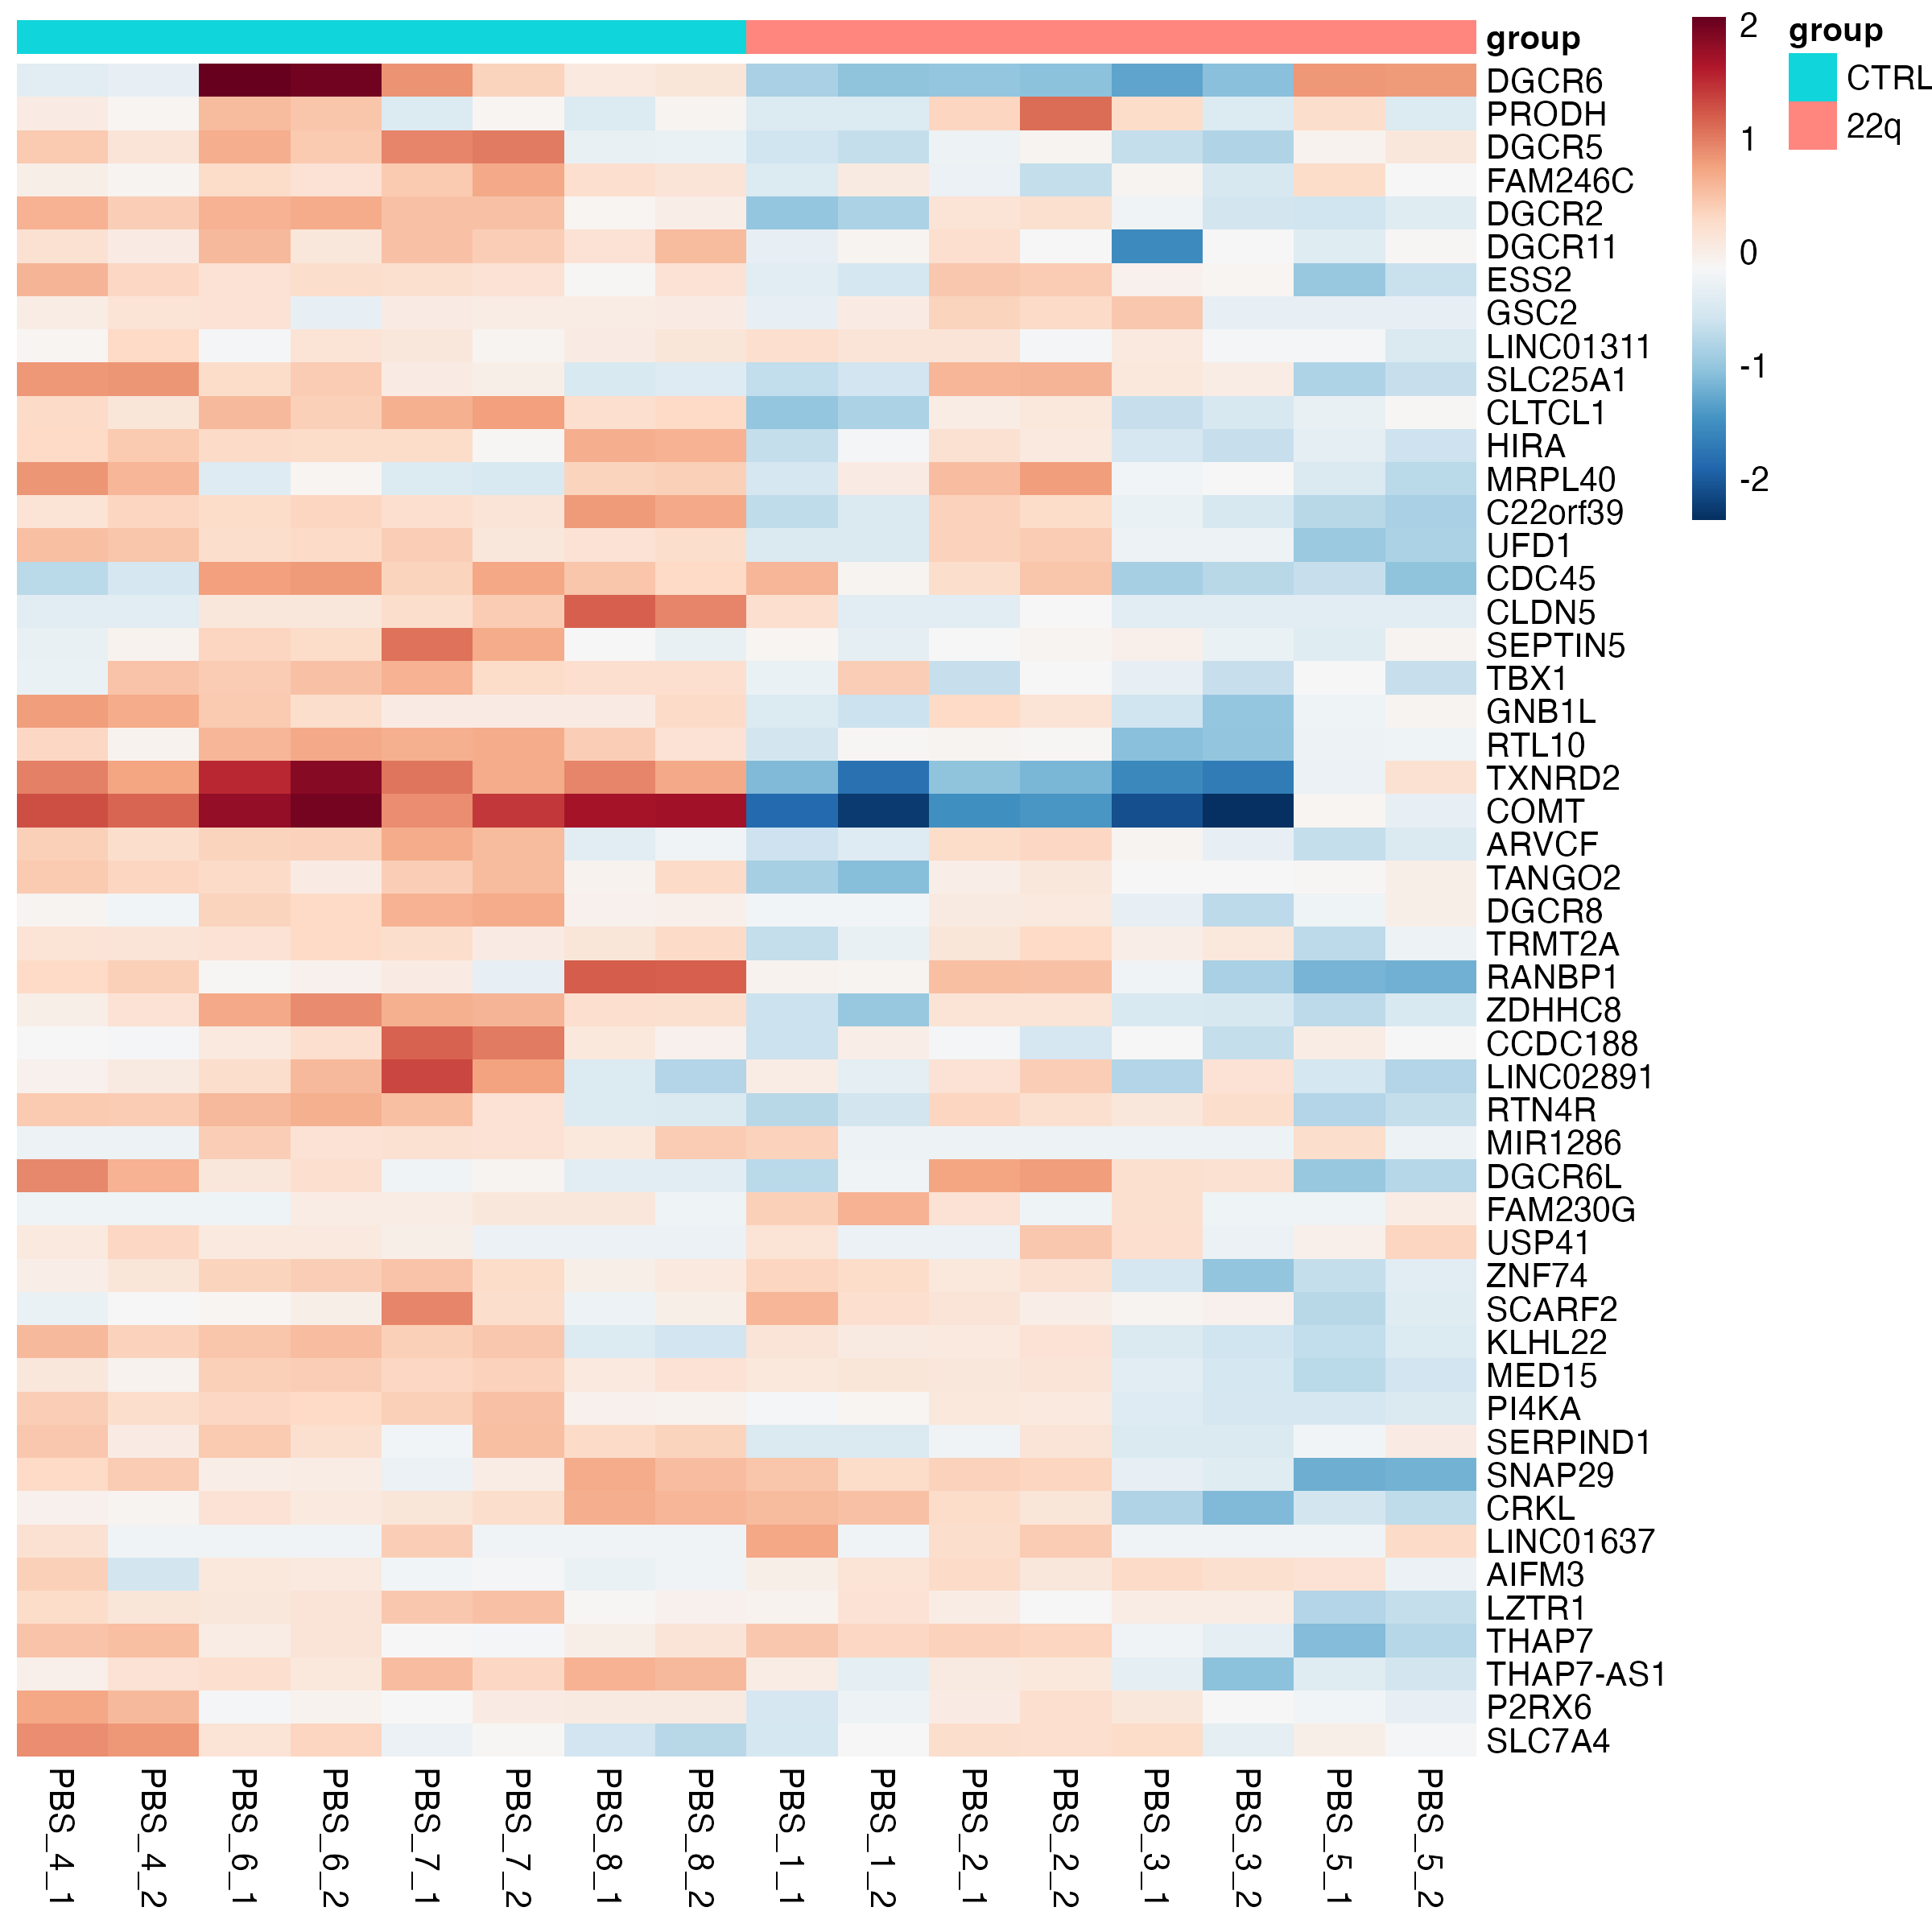 group
DGCR6
PRODH
DGCR5
FAM246C
DGCR2
DGCR11
ESS2
GSC2
LINC01311
SLC25A1
CLTCL1
HIRA
MRPL40
C22orf39
UFD1
CDC45
CLDN5
SEPTIN5
TBX1
GNB1L
RTL10
TXNRD2
COMT
ARVCF
TANGO2
DGCR8
TRMT2A
RANBP1
ZDHHC8
CCDC188
LINC02891
RTN4R
MIR1286
DGCR6L
FAM230G
USP41
ZNF74
SCARF2
KLHL22
MED15
PI4KA
SERPIND1
SNAP29
CRKL
LINC01637
AIFM3
LZTR1
THAP7
THAP7-AS1
P2RX6
SLC7A4
2
1
0
-1
-2
group
CTRL
22q
PBS_4_1
PBS_4_2
PBS_6_1
PBS_6_2
PBS_7_1
PBS_7_2
PBS_8_1
PBS_8_2
PBS_1_1
PBS_1_2
PBS_2_1
PBS_2_2
PBS_3_1
PBS_3_2
PBS_5_1
PBS_5_2